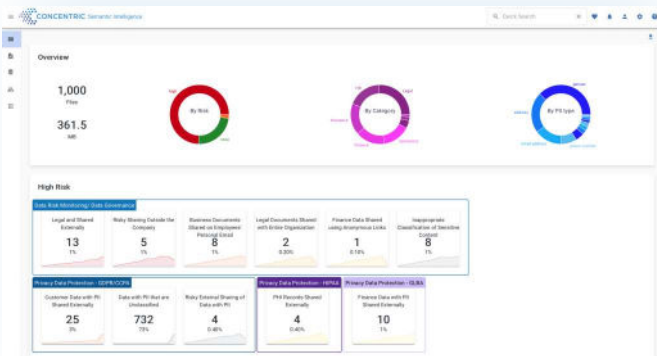 CONCENTRIC Semantic Intelligence
Quick Search
Overview
1,000
Files
361.5
MB
By Risk
By Category
By PII type
High Risk
Data Risk Monitoring/ Data Governance
Legal and Shared
Externally
13
1%
Risky Sharing Outside the
Company
5
1%
Business Documents
Shared on Employees'
Personal Email
8
1%
Legal Documents Shared
with Entire Organization
2
0.20%
Finance Data Shared
using Anonymous Links
1
0.10%
Inappropriate
Classification of Sensitive
Content
8
1%
Privacy Data Protection - GDPR/CCPA
Customer Data with PII
Shared Externally
25
3%
Data with PII that are
Unclassified
732
73%
Risky External Sharing of
Data with PII
4
0.40%
Privacy Data Protection - HIPAA
PHI Records Shared
Externally
4
0.40%
Privacy Data Protection - GLBA
Finance Data with PII
Shared Externally
10
1%